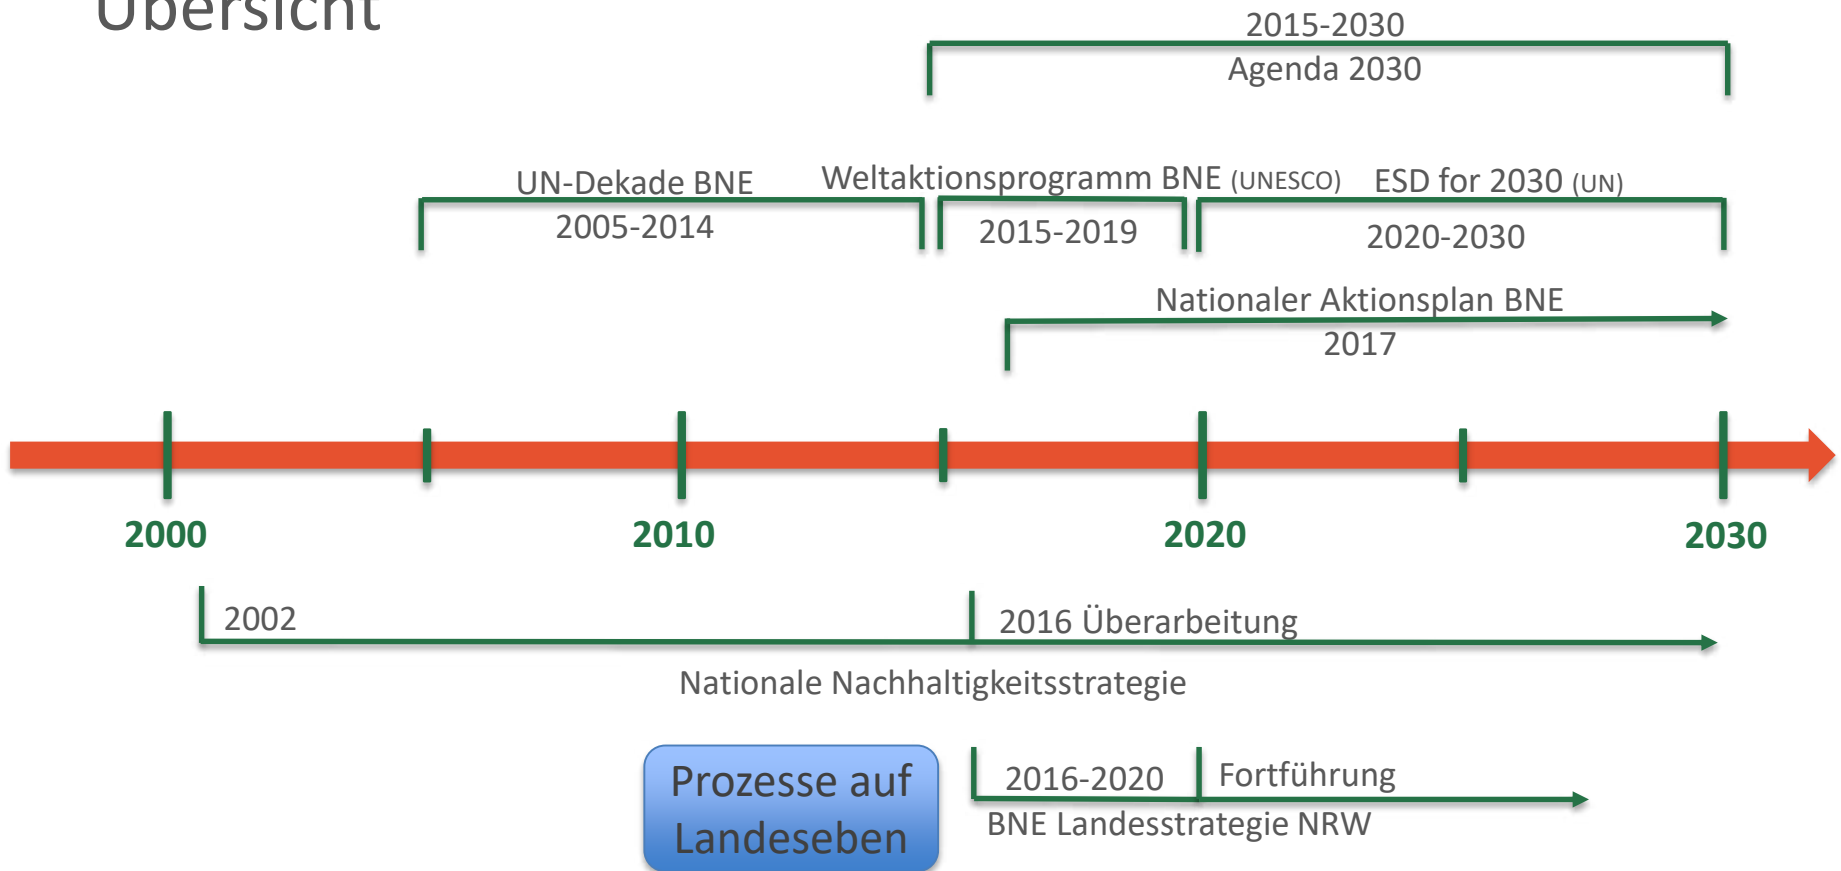 Übersicht
2015-2030
Agenda 2030
UN-Dekade BNE
2005-2014
Weltaktionsprogramm BNE (UNESCO)
2015-2019
ESD for 2030 (UN)
2020-2030
Nationaler Aktionsplan BNE
2017
2000 2010 2020 2030
2002
2016 Überarbeitung
Nationale Nachhaltigkeitsstrategie
Prozesse auf
Landeseben
2016-2020
Fortführung
BNE Landesstrategie NRW